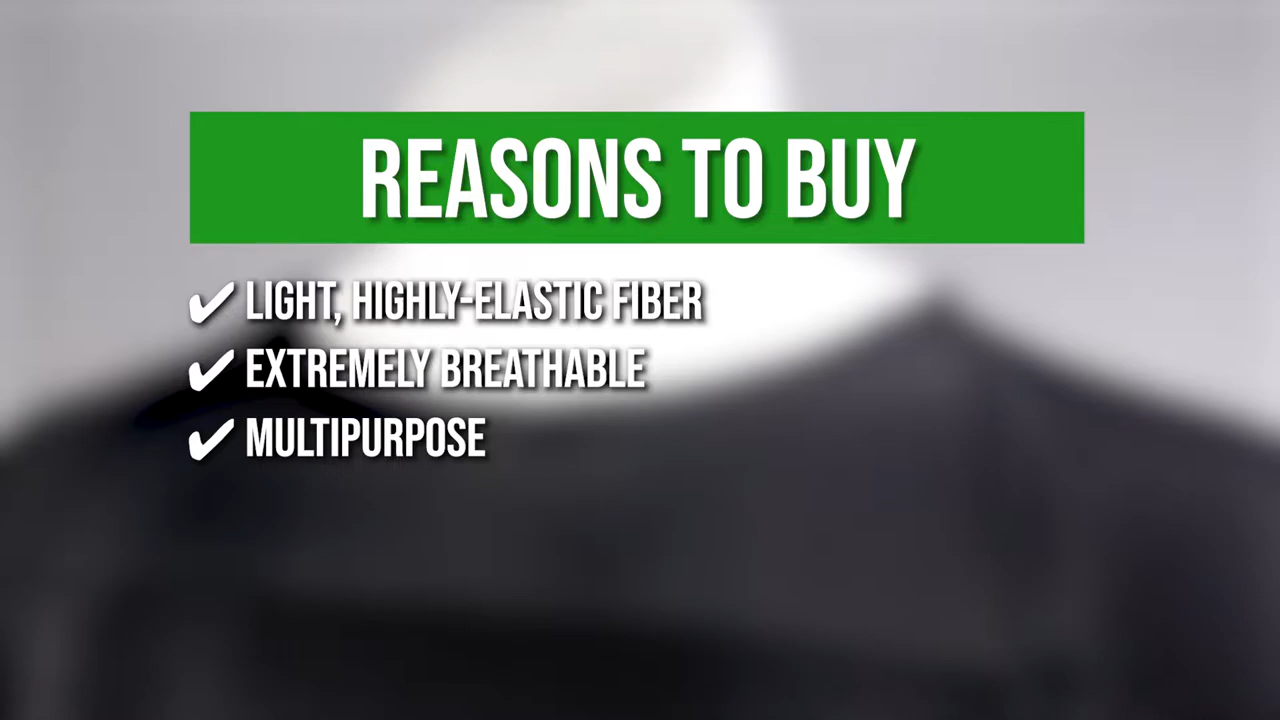 REASONS TO BUY
✔ LIGHT, HIGHLY-ELASTIC FIBER
✔ EXTREMELY BREATHABLE
✔ MULTIPURPOSE